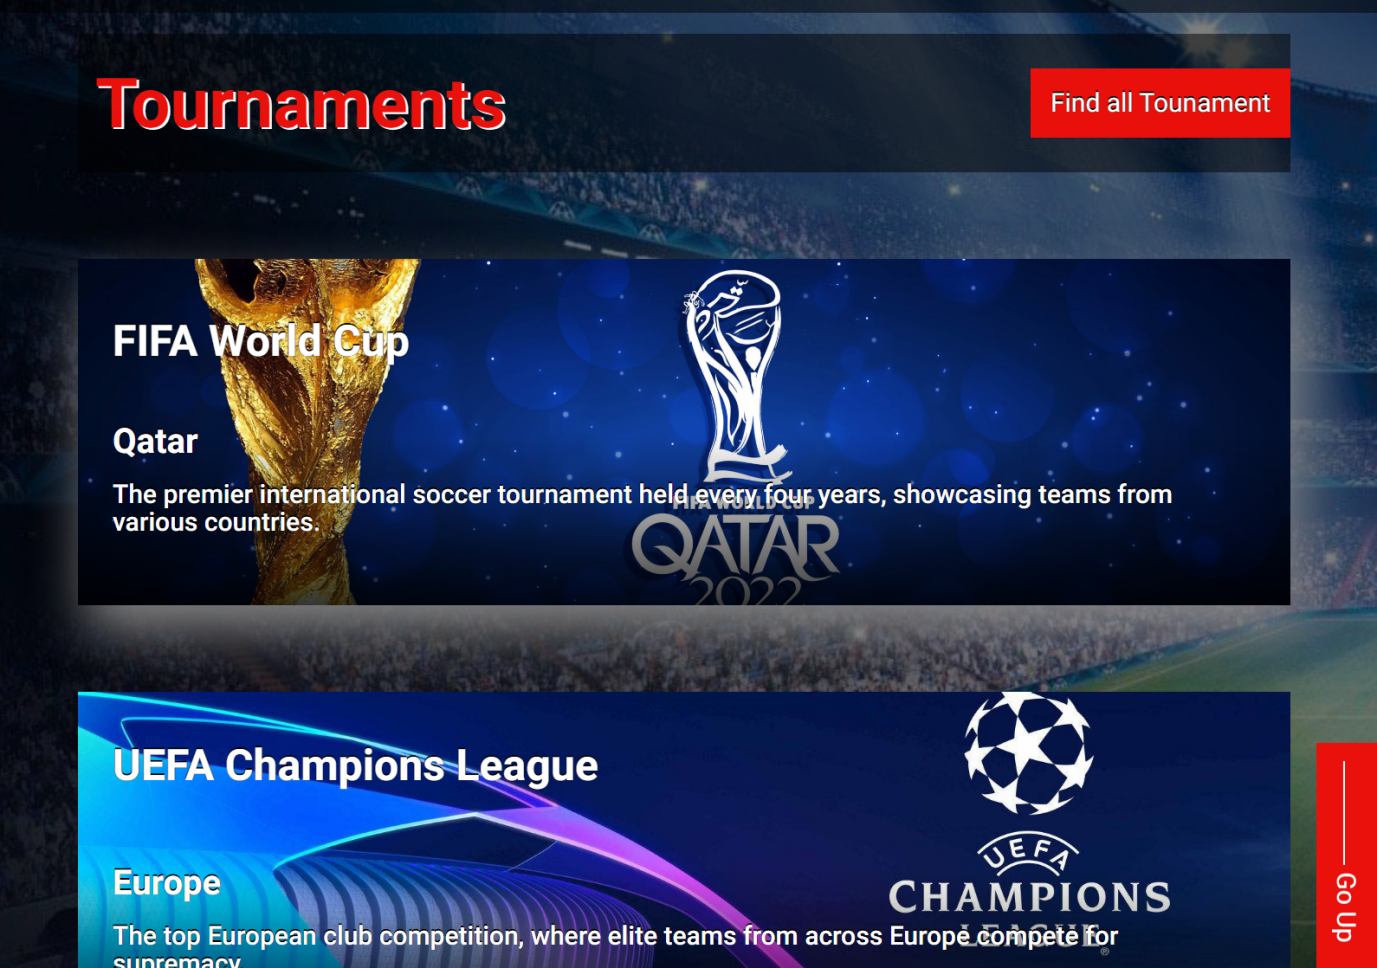 Tournaments
Find all Tounament
FIFA World Cup
Qatar
The premier international soccer tournament held every four years, showcasing teams from
various countries.
FIFA WORLD CUP
QATAR
2022
UEFA Champions League
UEFA
CHAMPIONS
LEAGUE®
Europe
The top European club competition, where elite teams from across Europe compete for
supremacy
Go Up